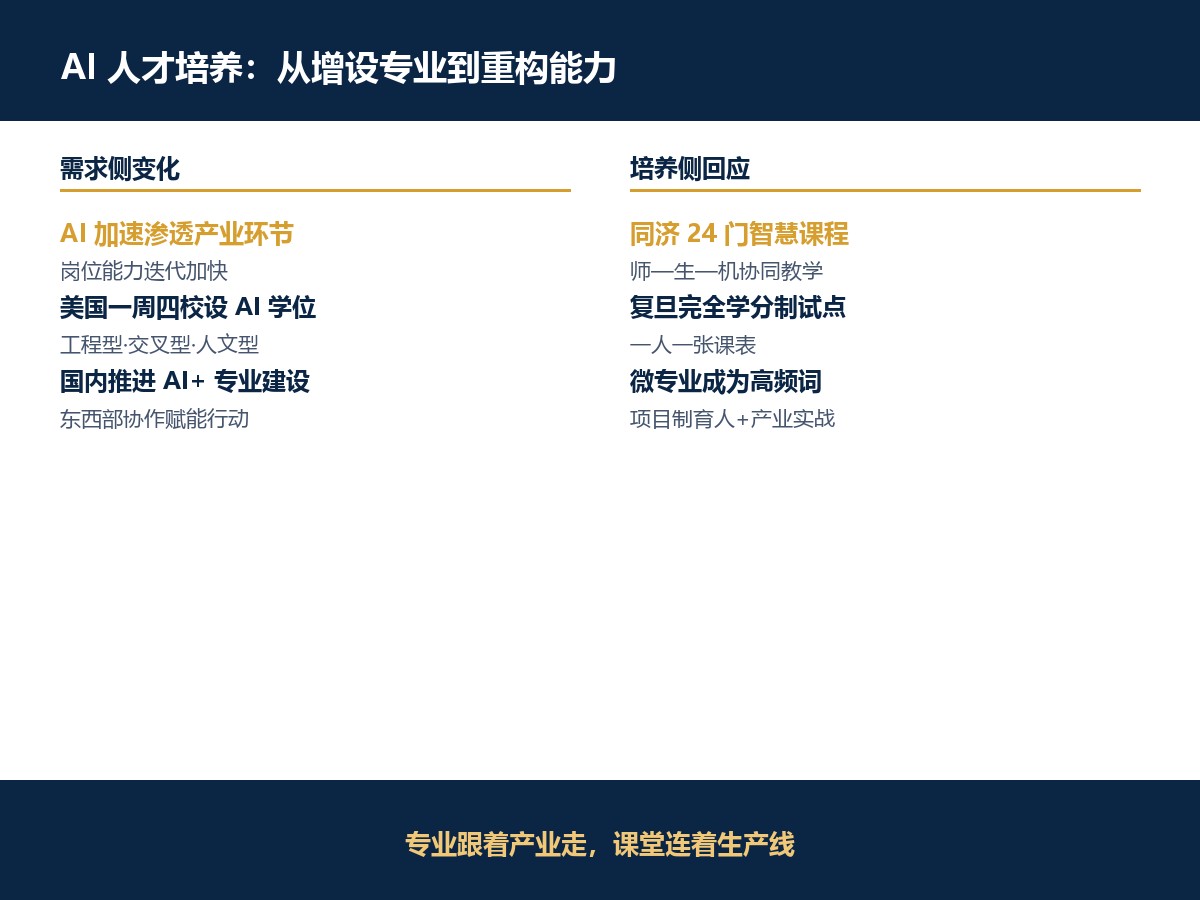 AI 人才培养：从增设专业到重构能力
需求侧变化
AI 加速渗透产业环节
岗位能力迭代加快
美国一周四校设 AI 学位
工程型·交叉型·人文型
国内推进 AI+ 专业建设
东西部协作赋能行动
培养侧回应
同济 24 门智慧课程
师—生—机协同教学
复旦完全学分制试点
一人一张课表
微专业成为高频词
项目制育人+产业实战
专业跟着产业走，课堂连着生产线